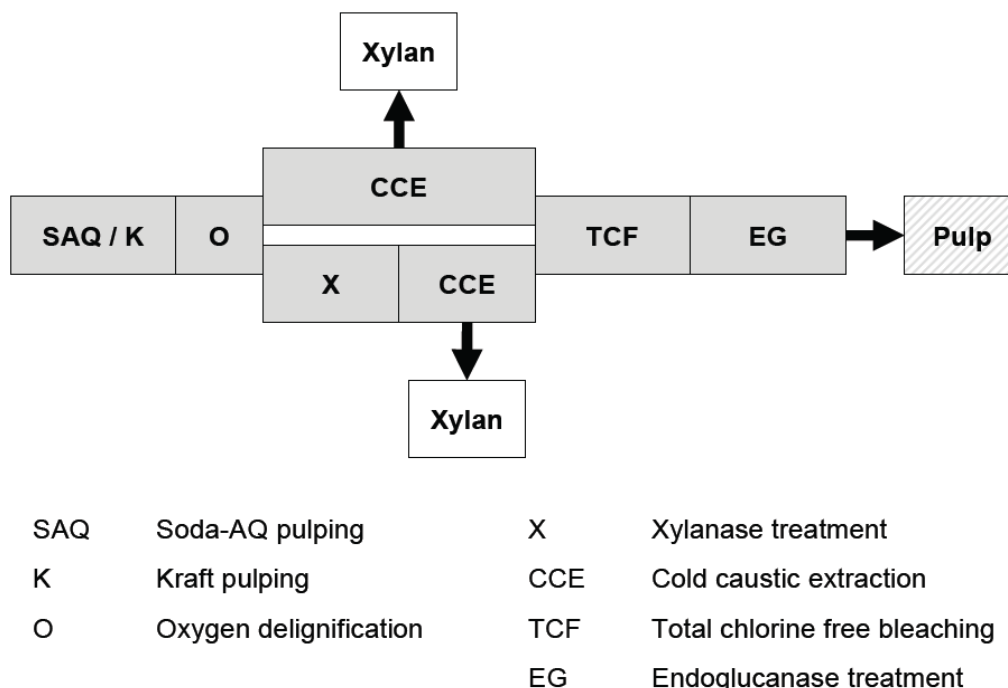 Xylan
CCE
SAQ / K
O
TCF
EG
Pulp
X
CCE
Xylan
SAQ Soda-AQ pulping
X Xylanase treatment
K Kraft pulping
CCE Cold caustic extraction
O Oxygen delignification
TCF Total chlorine free bleaching
EG Endoglucanase treatment